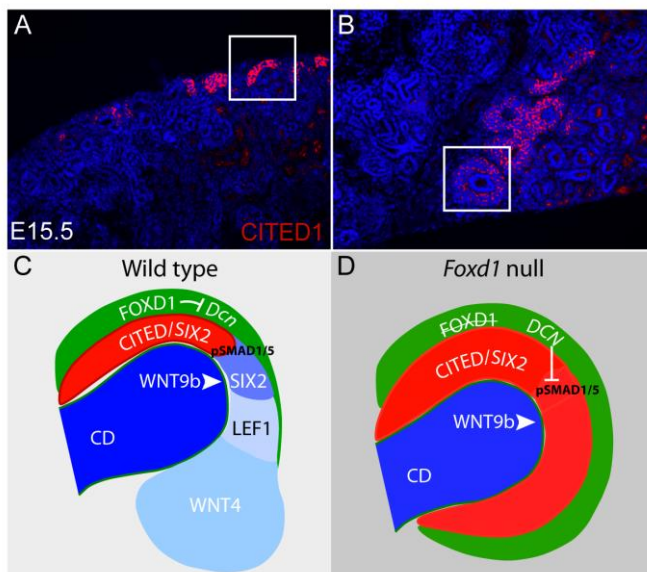 A
B
E15.5
CITED1
C
Wild type
FOXD1 ⊣ Dcn
CITED/SIX2
pSMAD1/5
WNT9b
SIX2
LEF1
CD
WNT4
D
Foxd1 null
FOXD1
DCN
CITED/SIX2
pSMAD1/5
WNT9b
CD